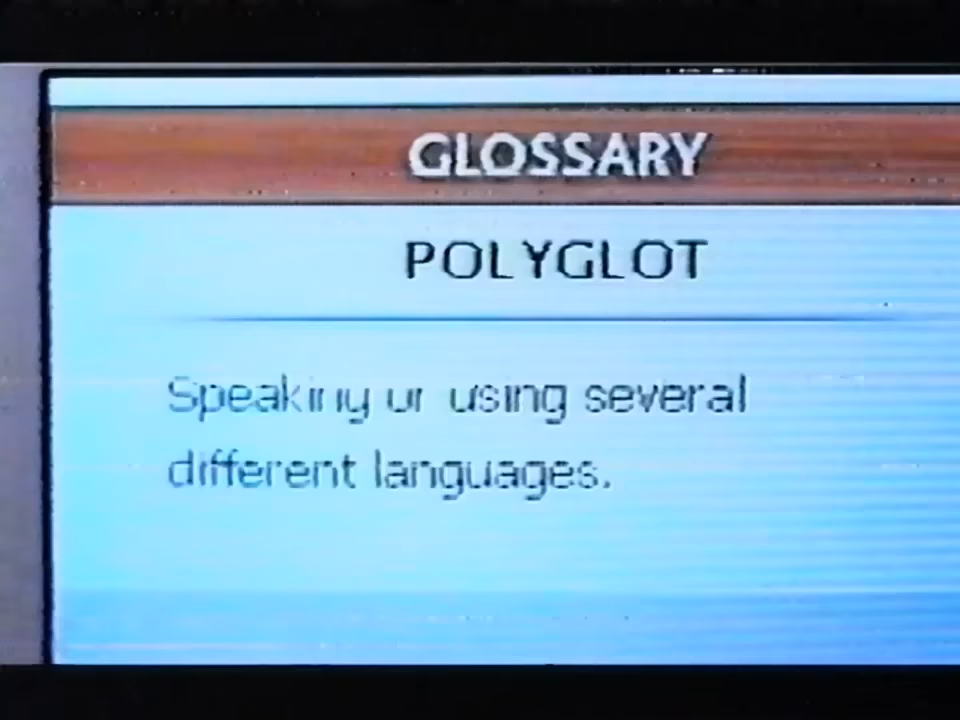 GLOSSARY
POLYGLOT
Speaking or using several
different languages.